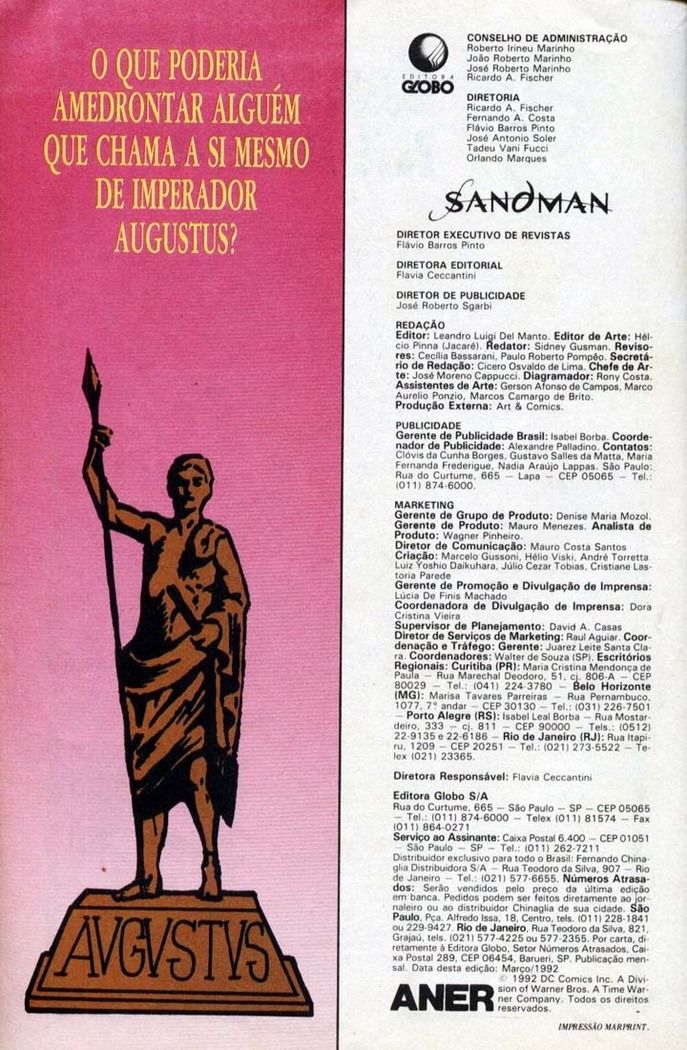 O QUE PODERIA
AMEDRONTAR ALGUÉM
QUE CHAMA A SI MESMO
DE IMPERADOR
AUGUSTUS?
AVGVSTVS
EDITORA
GLOBO
CONSELHO DE ADMINISTRAÇÃO
Roberto Irineu Marinho
João Roberto Marinho
José Roberto Marinho
Ricardo A. Fischer
DIRETORIA
Ricardo A. Fischer
Fernando A. Costa
Flávio Barros Pinto
José Antonio Soler
Tadeu Vani Fucci
Orlando Marques
SANDMAN
DIRETOR EXECUTIVO DE REVISTAS
Flávio Barros Pinto
DIRETORA EDITORIAL
Flavia Ceccantini
DIRETOR DE PUBLICIDADE
José Roberto Sgarbi
REDAÇÃO
Editor: Leandro Luigi Del Manto. Editor de Arte: Hél-
cio Pinna (Jacaré). Redator: Sidney Gusman. Reviso-
res: Cecília Bassarani, Paulo Roberto Pompêo. Secretá-
rio de Redação: Cícero Osvaldo de Lima. Chefe de Ar-
te: José Moreno Cappucci. Diagramador: Rony Costa.
Assistentes de Arte: Gerson Afonso de Campos, Marco
Aurelio Ponzio, Marcos Camargo de Brito.
Produção Externa: Art & Comics.
PUBLICIDADE
Gerente de Publicidade Brasil: Isabel Borba. Coorde-
nador de Publicidade: Alexandre Palladino. Contatos:
Clóvis da Cunha Borges, Gustavo Salles da Matta, Maria
Fernanda Frederigue, Nadia Araújo Lappas. São Paulo:
Rua do Curtume, 665 — Lapa — CEP 05065 — Tel.:
(011) 874-6000.
MARKETING
Gerente de Grupo de Produto: Denise Maria Mozol.
Gerente de Produto: Mauro Menezes. Analista de
Produto: Wagner Pinheiro.
Diretor de Comunicação: Mauro Costa Santos
Criação: Marcelo Gussoni, Hélio Viski, André Torretta
Luiz Yoshio Daikuhara, Júlio Cezar Tobias, Cristiane Las-
toria Parede
Gerente de Promoção e Divulgação de Imprensa:
Lúcia De Finis Machado
Coordenadora de Divulgação de Imprensa: Dora
Cristina Vieira
Supervisor de Planejamento: David A. Casas
Diretor de Serviços de Marketing: Raul Aguiar. Coor-
denação e Tráfego: Gerente: Juarez Leite Santa Cla-
ra. Coordenadores: Walter de Souza (SP). Escritórios
Regionais: Curitiba (PR): Maria Cristina Mendonça de
Paula — Rua Marechal Deodoro, 51, cj. 806-A — CEP
80029 — Tel.: (041) 224-3780 — Belo Horizonte
(MG): Marisa Tavares Parreiras — Rua Pernambuco,
1077, 7º andar — CEP 30130 — Tel.: (031) 226-7501
— Porto Alegre (RS): Isabel Leal Borba — Rua Mostar-
deiro, 333 — cj. 811 — CEP 90000 — Tels.: (0512)
22-9135 e 22-6186 — Rio de Janeiro (RJ): Rua Itapi-
ru, 1209 — CEP 20251 — Tel.: (021) 273-5522 — Te-
lex (021) 23365.
Diretora Responsável: Flavia Ceccantini
Editora Globo S/A
Rua do Curtume, 665 — São Paulo — SP — CEP 05065
— Tel.: (011) 874-6000 — Telex (011) 81574 — Fax
(011) 864-0271
Serviço ao Assinante: Caixa Postal 6.400 — CEP 01051
— São Paulo — SP — Tel.: (011) 262-7211
Distribuidor exclusivo para todo o Brasil: Fernando China-
glia Distribuidora S/A — Rua Teodoro da Silva, 907 — Rio
de Janeiro — Tel.: (021) 577-6655. Números Atrasa-
dos: Serão vendidos pelo preço da última edição
em banca. Pedidos podem ser feitos diretamente ao jor-
naleiro ou ao distribuidor Chinaglia de sua cidade. São
Paulo, Pça. Alfredo Issa, 18, Centro, tels. (011) 228-1841
ou 229-9427. Rio de Janeiro, Rua Teodoro da Silva, 821,
Grajaú, tels. (021) 577-4225 ou 577-2355. Por carta, di-
retamente à Editora Globo, Setor Números Atrasados, Cai-
xa Postal 289, CEP 06454, Barueri, SP. Publicação men-
sal. Data desta edição: Março/1992
© 1992 DC Comics Inc. A Divi-
sion of Warner Bros. A Time War-
ner Company. Todos os direitos
reservados.
ANER
IMPRESSÃO MARPRINT.